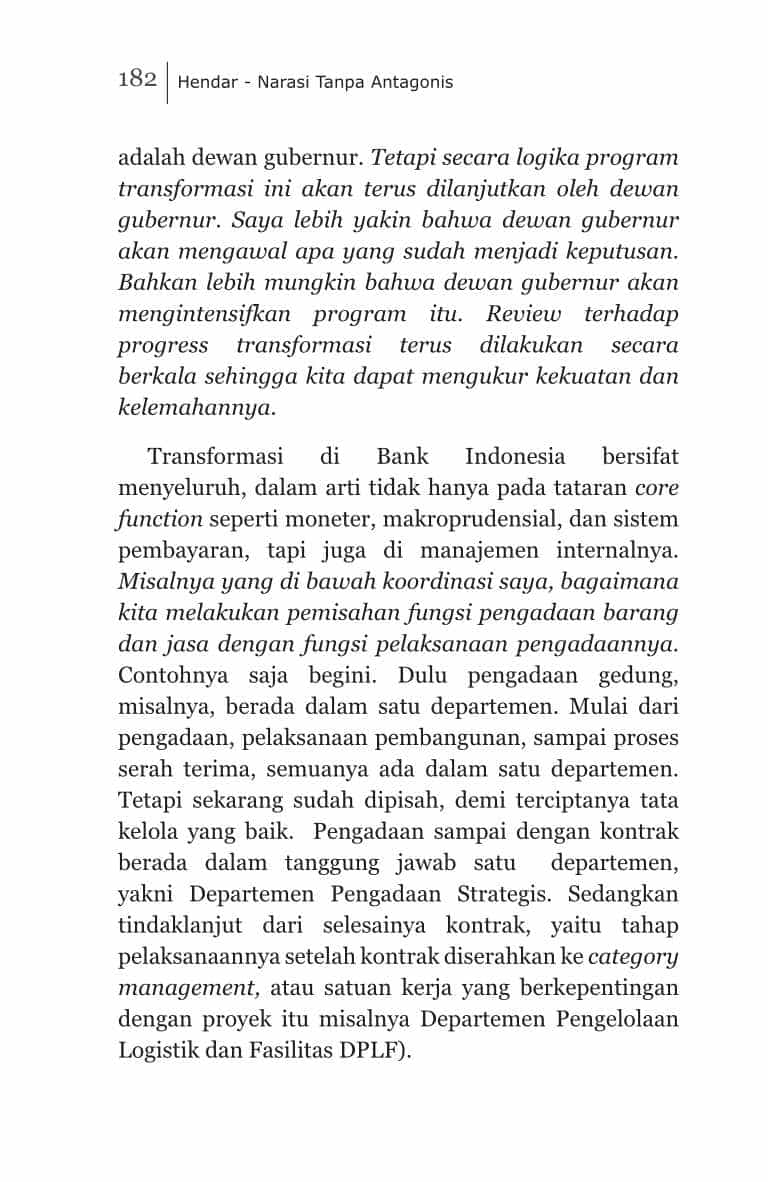 182 Hendar - Narasi Tanpa Antagonis
adalah dewan gubernur. Tetapi secara logika program
transformasi ini akan terus dilanjutkan oleh dewan
gubernur. Saya lebih yakin bahwa dewan gubernur
akan mengawal apa yang sudah menjadi keputusan.
Bahkan lebih mungkin bahwa dewan gubernur akan
mengintensifkan program itu. Review terhadap
progress transformasi terus dilakukan secara
berkala sehingga kita dapat mengukur kekuatan dan
kelemahannya.
Transformasi di Bank Indonesia bersifat
menyeluruh, dalam arti tidak hanya pada tataran core
function seperti moneter, makroprudensial, dan sistem
pembayaran, tapi juga di manajemen internalnya.
Misalnya yang di bawah koordinasi saya, bagaimana
kita melakukan pemisahan fungsi pengadaan barang
dan jasa dengan fungsi pelaksanaan pengadaannya.
Contohnya saja begini. Dulu pengadaan gedung,
misalnya, berada dalam satu departemen. Mulai dari
pengadaan, pelaksanaan pembangunan, sampai proses
serah terima, semuanya ada dalam satu departemen.
Tetapi sekarang sudah dipisah, demi terciptanya tata
kelola yang baik.  Pengadaan sampai dengan kontrak
berada dalam tanggung jawab satu  departemen,
yakni Departemen Pengadaan Strategis. Sedangkan
tindaklanjut dari selesainya kontrak, yaitu tahap
pelaksanaannya setelah kontrak diserahkan ke category
management, atau satuan kerja yang berkepentingan
dengan proyek itu misalnya Departemen Pengelolaan
Logistik dan Fasilitas DPLF).